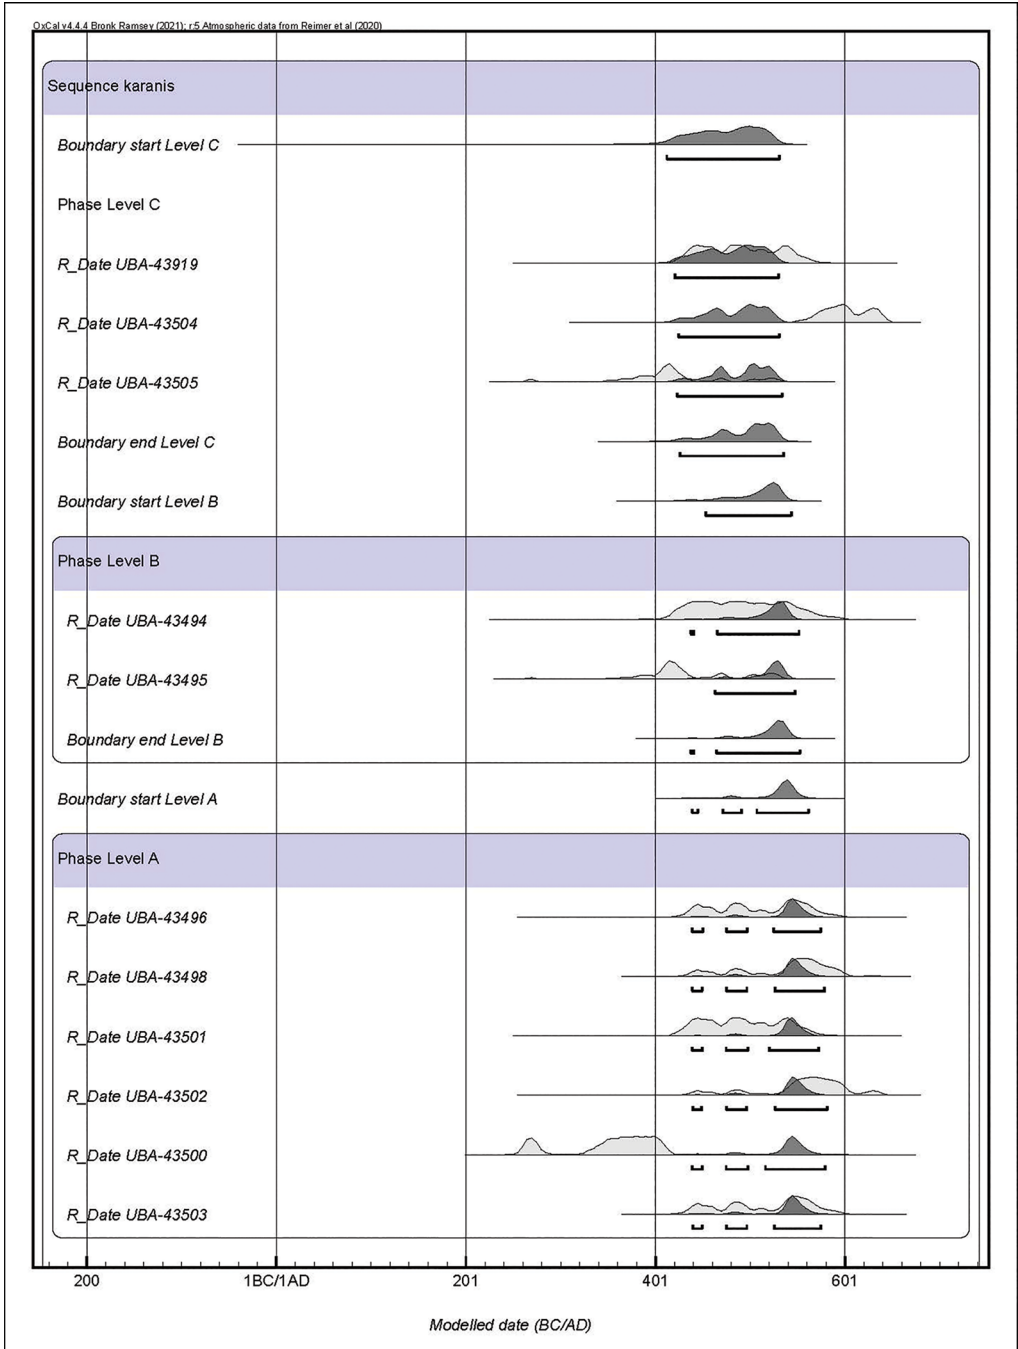 OxCal v4.4.4 Bronk Ramsey (2021); r:5 Atmospheric data from Reimer et al (2020)
Sequence karanis
Boundary start Level C
Phase Level C
R_Date UBA-43919
R_Date UBA-43504
R_Date UBA-43505
Boundary end Level C
Boundary start Level B
Phase Level B
R_Date UBA-43494
R_Date UBA-43495
Boundary end Level B
Boundary start Level A
Phase Level A
R_Date UBA-43496
R_Date UBA-43498
R_Date UBA-43501
R_Date UBA-43502
R_Date UBA-43500
R_Date UBA-43503
200 1BC/1AD 201 401 601
Modelled date (BC/AD)